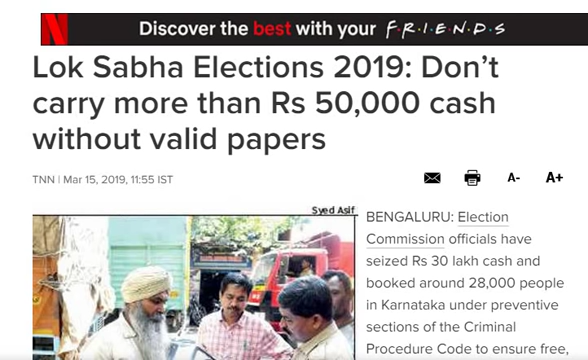 N Discover the best with your F·R·I·E·N·D·S
Lok Sabha Elections 2019: Don't
carry more than Rs 50,000 cash
without valid papers
TNN | Mar 15, 2019, 11:55 IST
A- A+
Syed Asif
BENGALURU: Election
Commission officials have
seized Rs 30 lakh cash and
booked around 28,000 people
in Karnataka under preventive
sections of the Criminal
Procedure Code to ensure free,